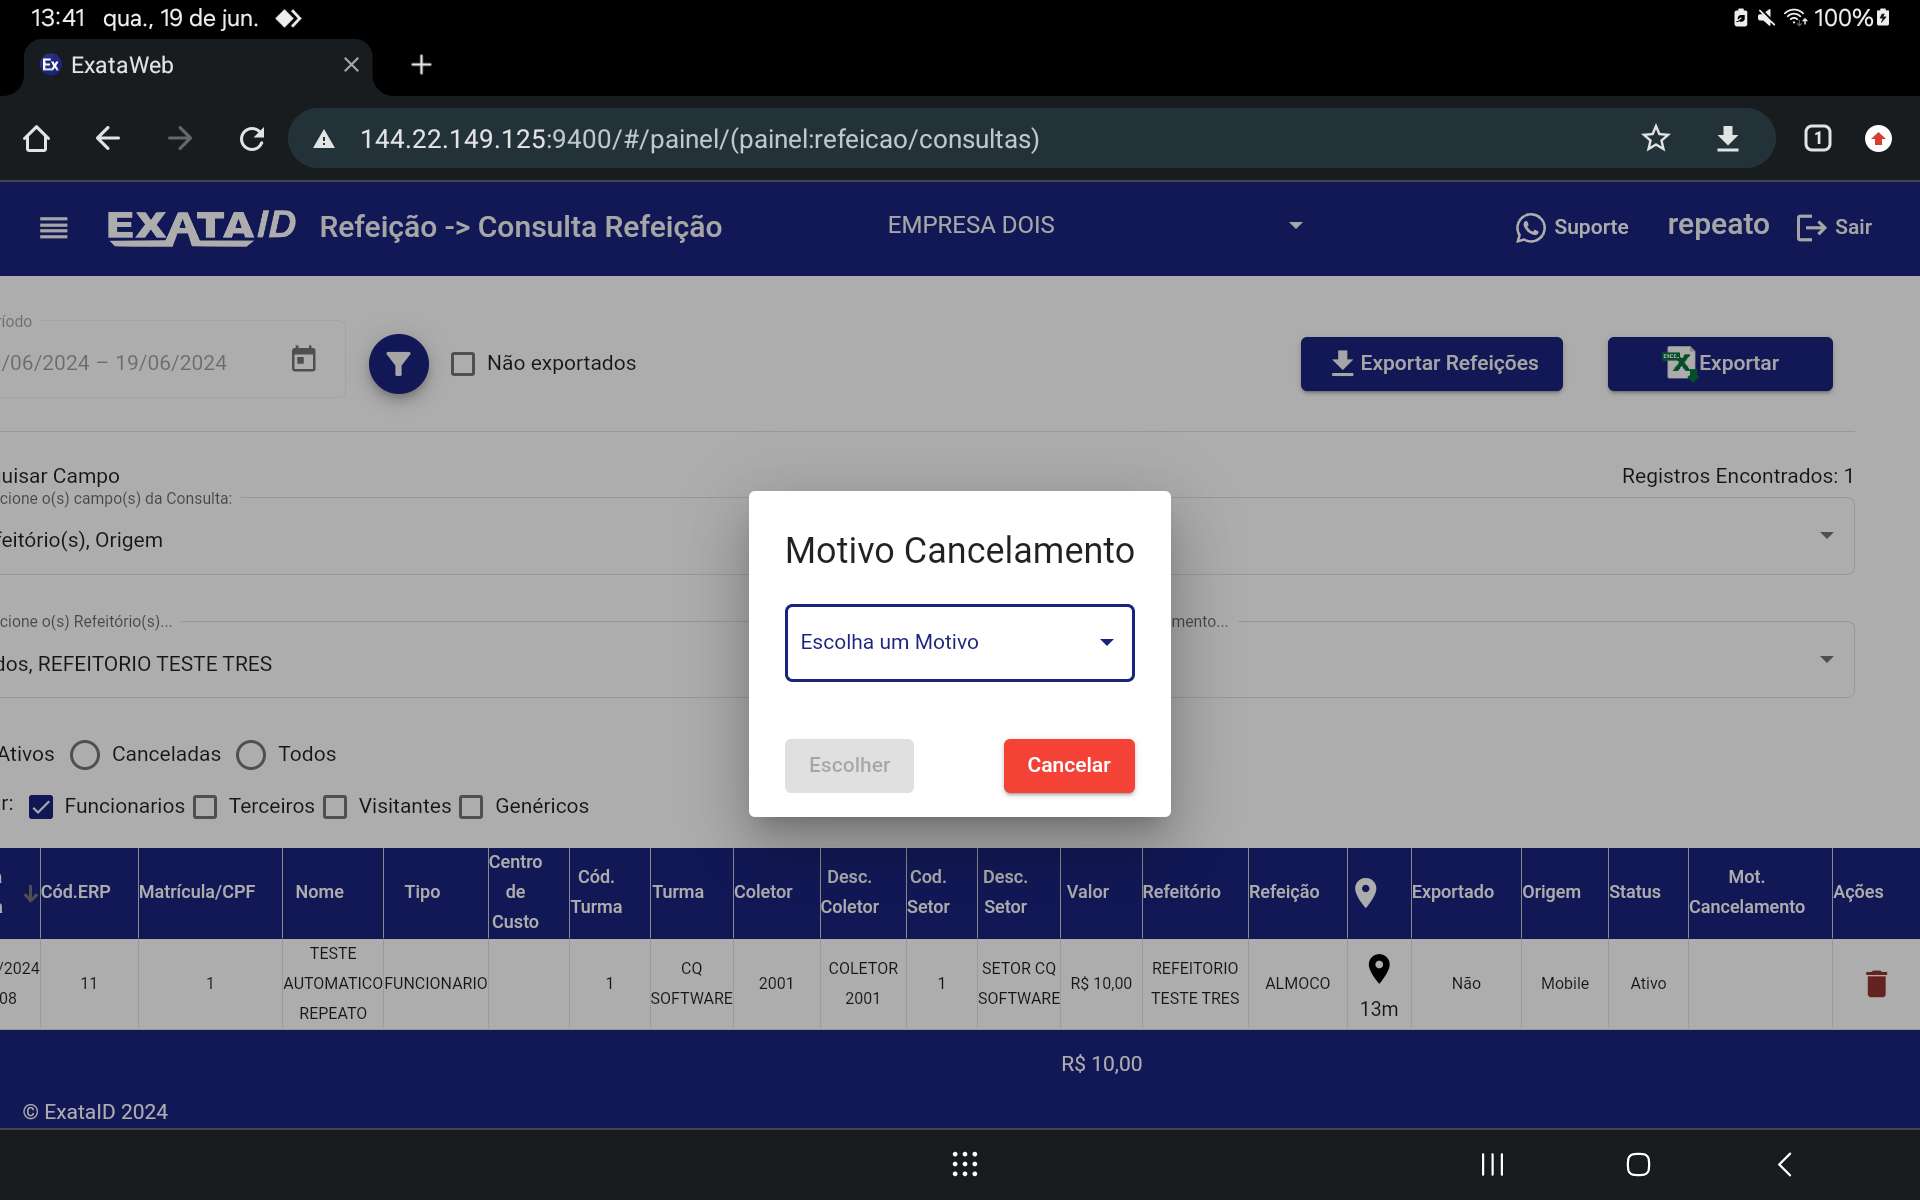 13:41 qua., 19 de jun. 100%
Ex ExataWeb
144.22.149.125:9400/#/painel/(painel:refeicao/consultas) 1
EXATAID Refeição -> Consulta Refeição EMPRESA DOIS Suporte repeato Sair
ríodo
/06/2024 – 19/06/2024 Não exportados Exportar Refeições Exportar
uisar Campo Registros Encontrados: 1
cione o(s) campo(s) da Consulta:
feitório(s), Origem
Motivo Cancelamento
cione o(s) Refeitório(s)... mento...
Escolha um Motivo
dos, REFEITORIO TESTE TRES
Ativos Canceladas Todos
Escolher Cancelar
r: Funcionarios Terceiros Visitantes Genéricos
Cód.ERP Matrícula/CPF Nome Tipo Centro de Custo Cód. Turma Turma Coletor Desc. Coletor Cod. Setor Desc. Setor Valor Refeitório Refeição Exportado Origem Status Mot. Cancelamento Ações
/2024 08 11 1 TESTE AUTOMATICO REPEATO FUNCIONARIO 1 CQ SOFTWARE 2001 COLETOR 2001 1 SETOR CQ SOFTWARE R$ 10,00 REFEITORIO TESTE TRES ALMOCO 13m Não Mobile Ativo
R$ 10,00
© ExataID 2024